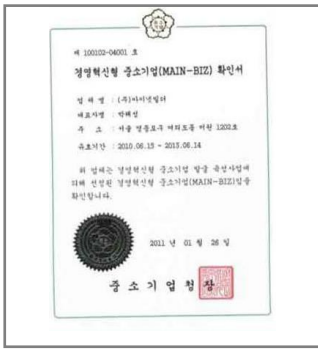 제 100102-04001 호
경영혁신형 중소기업(MAIN-BIZ) 확인서
업 체 명 : (주)아이넷빌더
대표자명 : 박해성
주 소 : 서울 영등포구 여의도동 1202호
유효기간 : 2010.06.15 - 2013.06.14
위 업체는 경영혁신형 중소기업 발굴 육성사업에
의해 선정된 경영혁신형 중소기업(MAIN-BIZ)임을
확인합니다.
2011 년 01 월 26 일
중 소 기 업 청 장